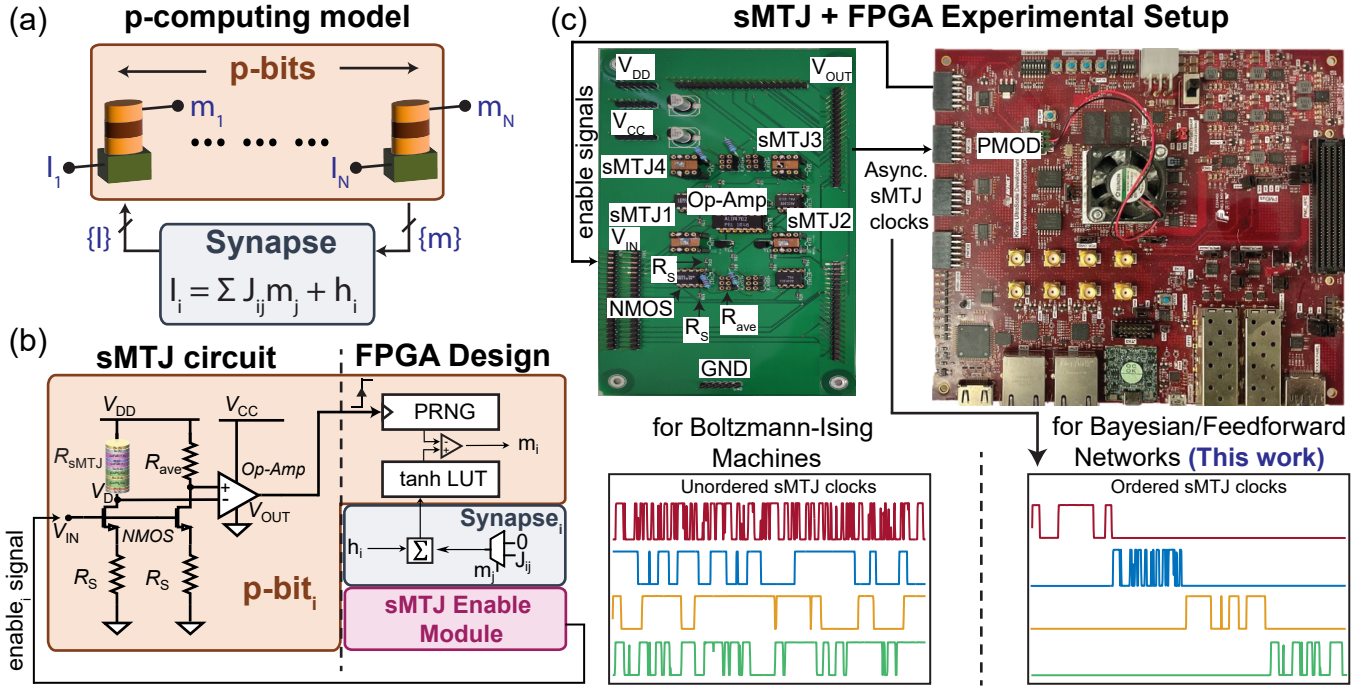 (a)
p-computing model
p-bits
m1
mN
I1
IN
{I}
{m}
Synapse
Ii = Σ Jij mj + hi
(b)
sMTJ circuit
FPGA Design
VDD
VCC
RsMTJ
Rave
Op-Amp
VD
+
-
VOUT
VIN
NMOS
RS
RS
p-biti
enablei signal
PRNG
mi
tanh LUT
Synapsei
hi
Σ
0
Jij
mj
sMTJ Enable
Module
(c)
sMTJ + FPGA Experimental Setup
enable signals
VDD
VOUT
VCC
sMTJ3
sMTJ4
Op-Amp
sMTJ1
sMTJ2
VIN
RS
NMOS
RS
Rave
GND
Async.
sMTJ
clocks
PMOD
for Boltzmann-Ising
Machines
Unordered sMTJ clocks
for Bayesian/Feedforward
Networks (This work)
Ordered sMTJ clocks